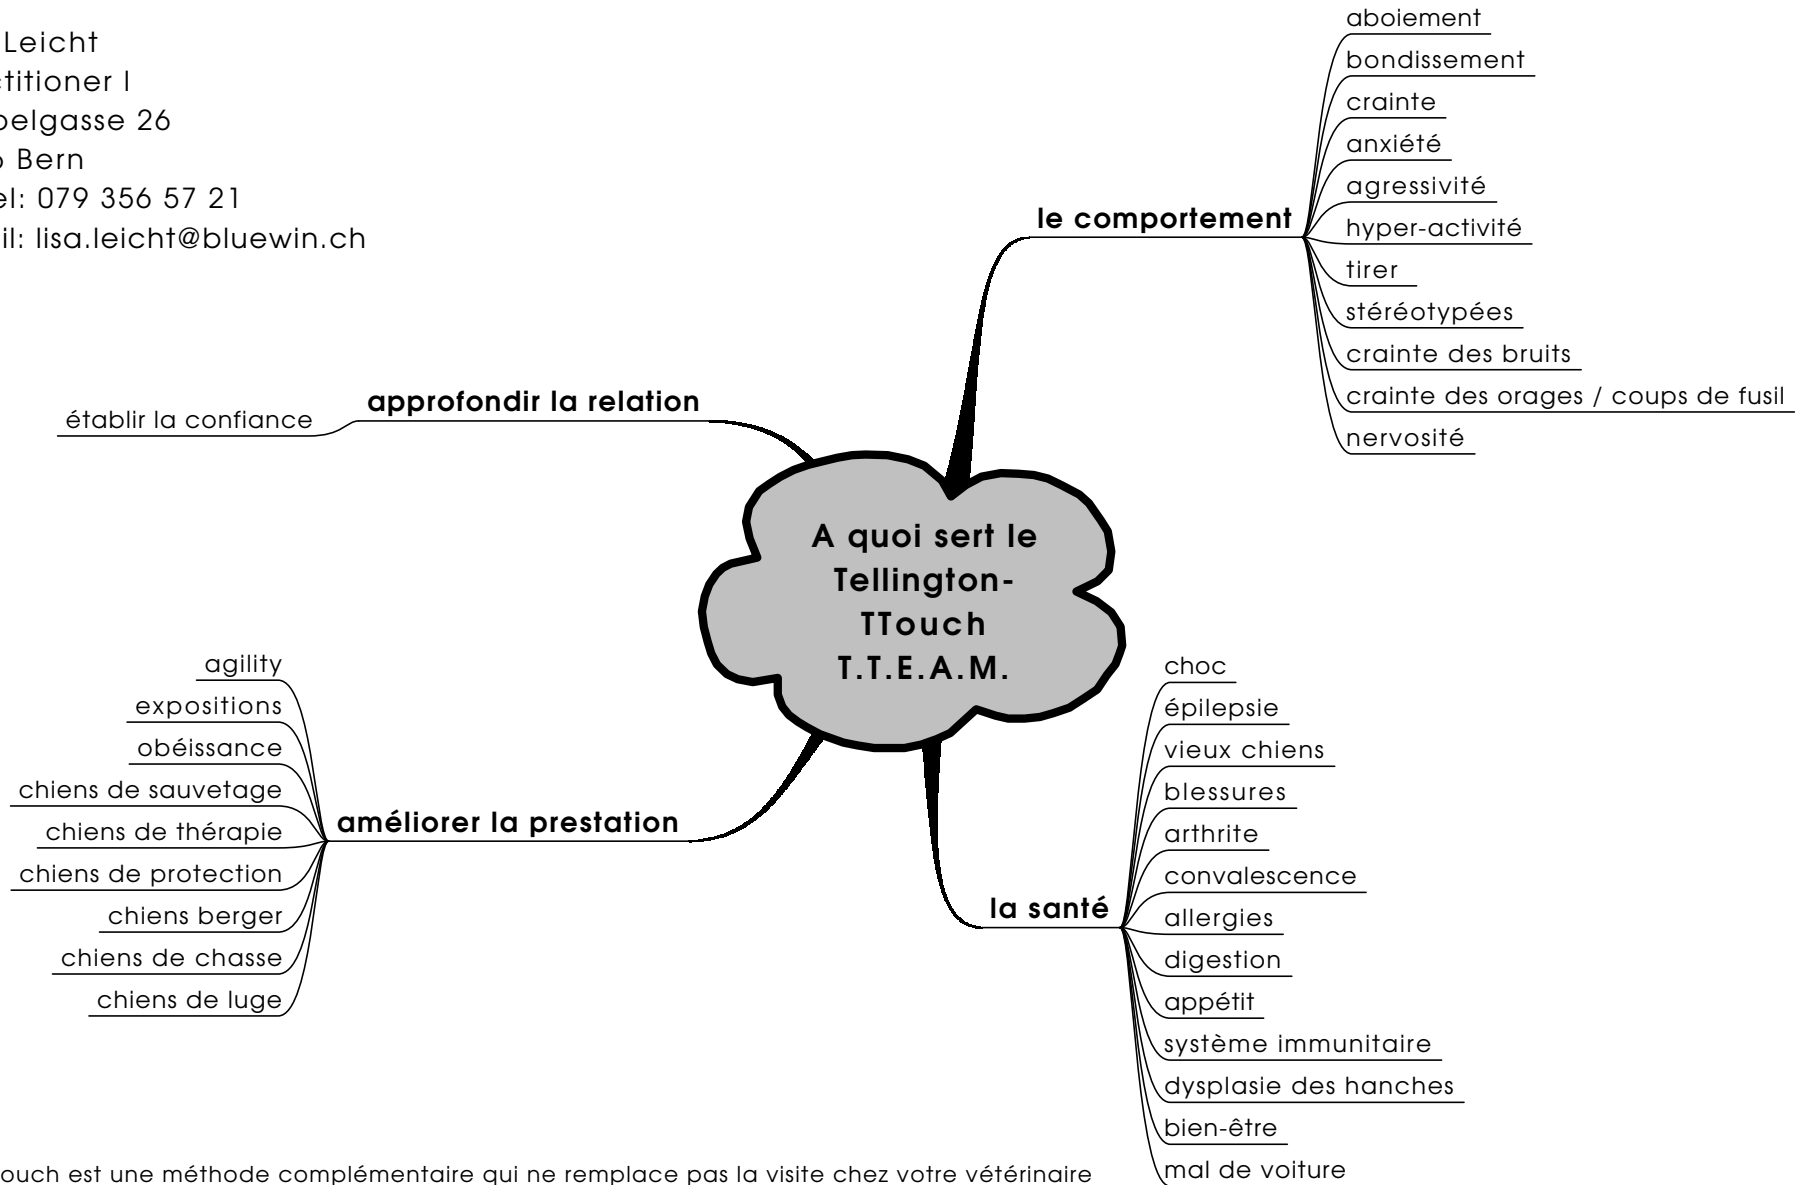 Leicht
titioner I
elgasse 26
Bern
el: 079 356 57 21
il: lisa.leicht@bluewin.ch
approfondir la relation
établir la confiance
A quoi sert le
Tellington-
TTouch
T.T.E.A.M.
le comportement
aboiement
bondissement
crainte
anxiété
agressivité
hyper-activité
tirer
stéréotypées
crainte des bruits
crainte des orages / coups de fusil
nervosité
améliorer la prestation
agility
expositions
obéissance
chiens de sauvetage
chiens de thérapie
chiens de protection
chiens berger
chiens de chasse
chiens de luge
la santé
choc
épilepsie
vieux chiens
blessures
arthrite
convalescence
allergies
digestion
appétit
système immunitaire
dysplasie des hanches
bien-être
mal de voiture
ouch est une méthode complémentaire qui ne remplace pas la visite chez votre vétérinaire